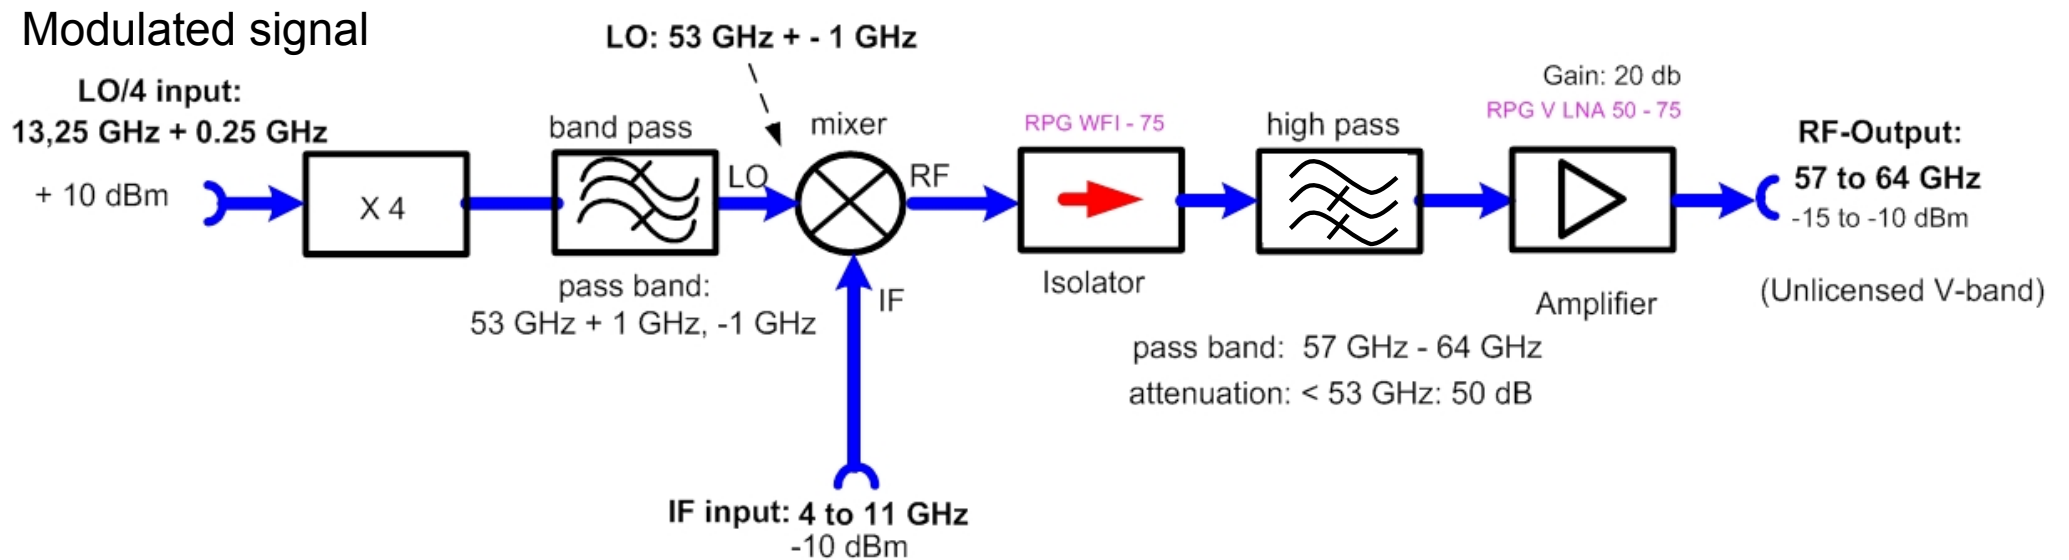 Modulated signal
LO: 53 GHz + - 1 GHz
LO/4 input:
13,25 GHz + 0.25 GHz
+ 10 dBm
X 4
band pass
pass band:
53 GHz + 1 GHz, -1 GHz
LO
mixer
RF
IF
IF input: 4 to 11 GHz
-10 dBm
RPG WFI - 75
Isolator
high pass
pass band: 57 GHz - 64 GHz
attenuation: < 53 GHz: 50 dB
Gain: 20 db
RPG V LNA 50 - 75
Amplifier
RF-Output:
57 to 64 GHz
-15 to -10 dBm
(Unlicensed V-band)